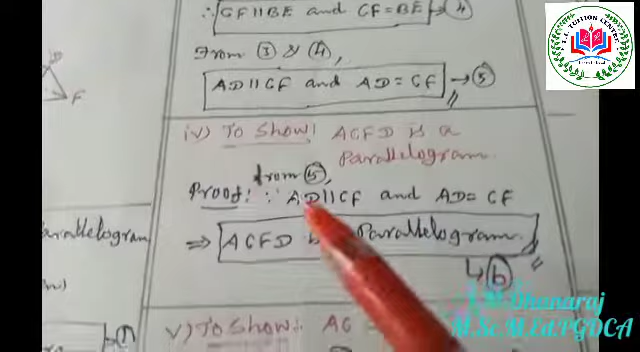 ∴ CF || BE and CF = BE → ④
From ③ & ④,
AD || CF and AD = CF → ⑤
iv) To Show: ACFD is a
Parallelogram.
from ⑤,
Proof: ∵ AD || CF and AD = CF
⇒ ACFD Parallelogram.
↳ ⓑ
v) To Show: AC
Parallelogram
F
TUITION CENTRE
M Dhanaraj
M.Sc.M.Ed.PGDCA